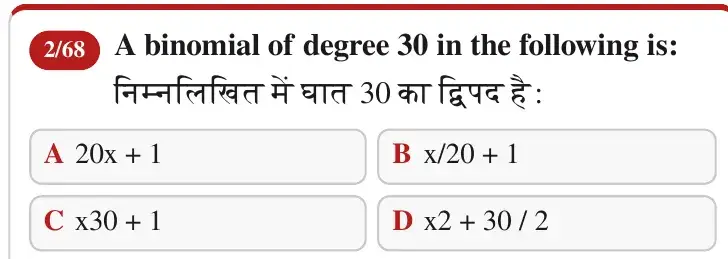 2/68 A binomial of degree 30 in the following is:
निम्नलिखित में घात 30 का द्विपद है :
A 20x + 1
B x/20 + 1
C x30 + 1
D x2 + 30 / 2